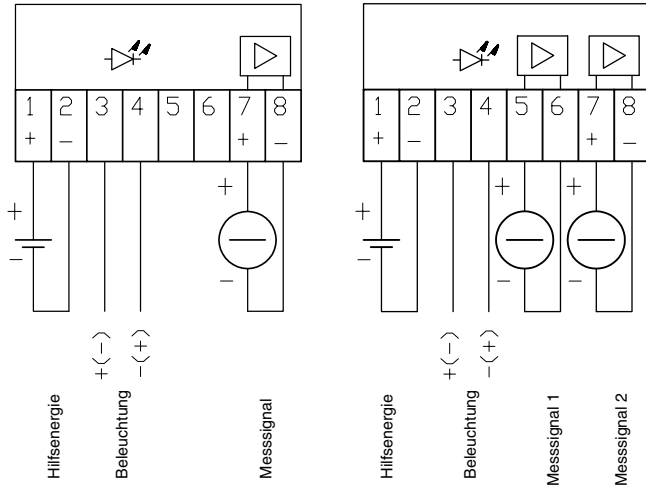 1 2 3 4 5 6 7 8
+ − + −
+
−
+
−
+(−)
−(+)
Hilfsenergie
Beleuchtung
Messsignal
1 2 3 4 5 6 7 8
+ − + −
+
−
+
−
+
−
+(−)
−(+)
Hilfsenergie
Beleuchtung
Messsignal 1
Messsignal 2